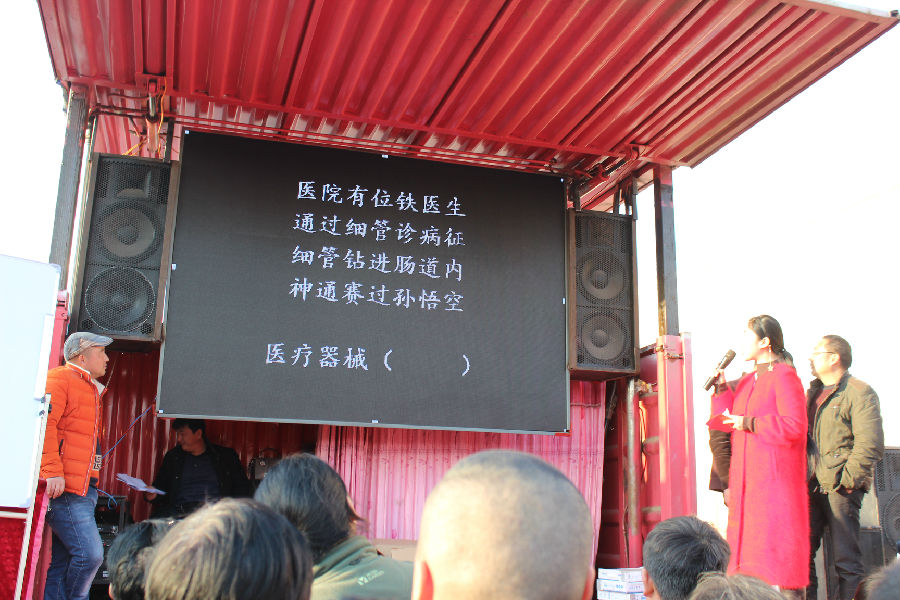 医院有位铁医生
通过细管诊病征
细管钻进肠道内
神通赛过孙悟空
医疗器械（ ）